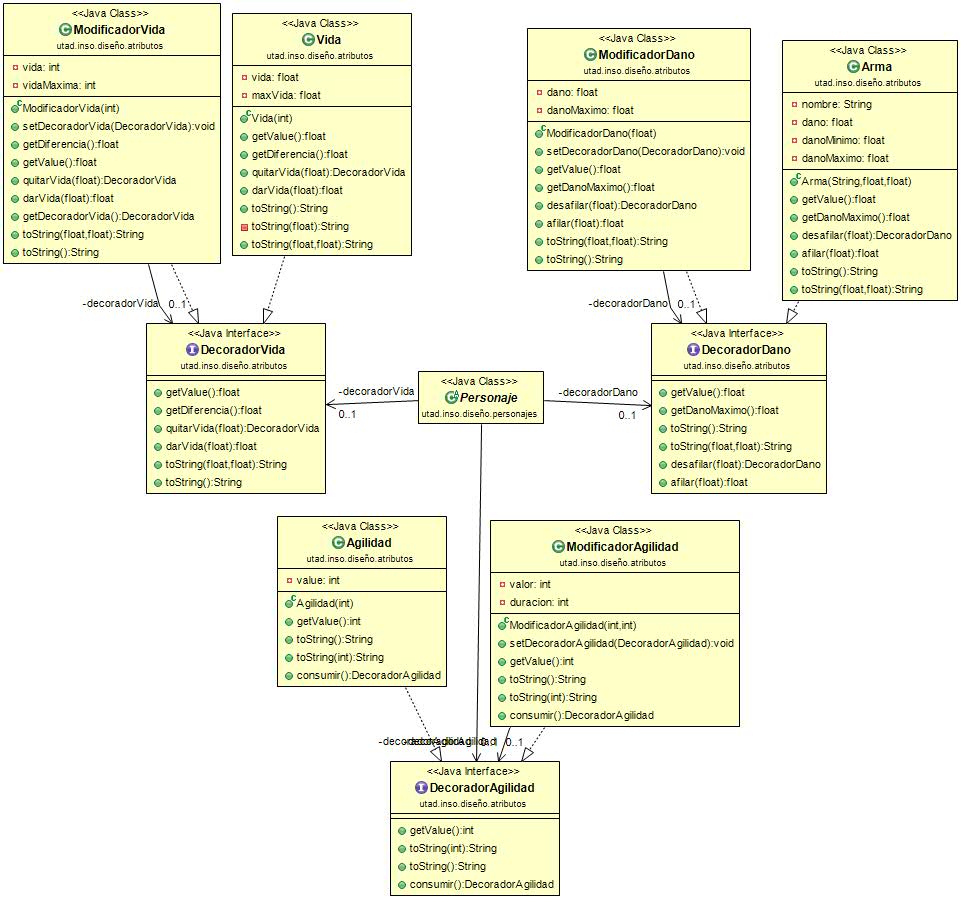 <<Java Class>>
ModificadorVida
utad.inso.diseño.atributos
vida: int
vidaMaxima: int
ModificadorVida(int)
setDecoradorVida(DecoradorVida):void
getDiferencia():float
getValue():float
quitarVida(float):DecoradorVida
darVida(float):float
getDecoradorVida():DecoradorVida
toString(float,float):String
toString():String
<<Java Class>>
Vida
utad.inso.diseño.atributos
vida: float
maxVida: float
Vida(int)
getValue():float
getDiferencia():float
quitarVida(float):DecoradorVida
darVida(float):float
toString():String
toString(float):String
toString(float,float):String
<<Java Class>>
ModificadorDano
utad.inso.diseño.atributos
dano: float
danoMaximo: float
ModificadorDano(float)
setDecoradorDano(DecoradorDano):void
getValue():float
getDanoMaximo():float
desafilar(float):DecoradorDano
afilar(float):float
toString(float,float):String
toString():String
<<Java Class>>
Arma
utad.inso.diseño.atributos
nombre: String
dano: float
danoMinimo: float
danoMaximo: float
Arma(String,float,float)
getValue():float
getDanoMaximo():float
desafilar(float):DecoradorDano
afilar(float):float
toString():String
toString(float,float):String
-decoradorVida
0..1
-decoradorDano
0..1
<<Java Interface>>
DecoradorVida
utad.inso.diseño.atributos
getValue():float
getDiferencia():float
quitarVida(float):DecoradorVida
darVida(float):float
toString(float,float):String
toString():String
-decoradorVida
0..1
<<Java Class>>
Personaje
utad.inso.diseño.personajes
-decoradorDano
0..1
<<Java Interface>>
DecoradorDano
utad.inso.diseño.atributos
getValue():float
getDanoMaximo():float
toString():String
toString(float,float):String
desafilar(float):DecoradorDano
afilar(float):float
<<Java Class>>
Agilidad
utad.inso.diseño.atributos
value: int
Agilidad(int)
getValue():int
toString():String
toString(int):String
consumir():DecoradorAgilidad
<<Java Class>>
ModificadorAgilidad
utad.inso.diseño.atributos
valor: int
duracion: int
ModificadorAgilidad(int,int)
setDecoradorAgilidad(DecoradorAgilidad):void
getValue():int
toString():String
toString(int):String
consumir():DecoradorAgilidad
0..1
0..1
<<Java Interface>>
DecoradorAgilidad
utad.inso.diseño.atributos
getValue():int
toString(int):String
toString():String
consumir():DecoradorAgilidad